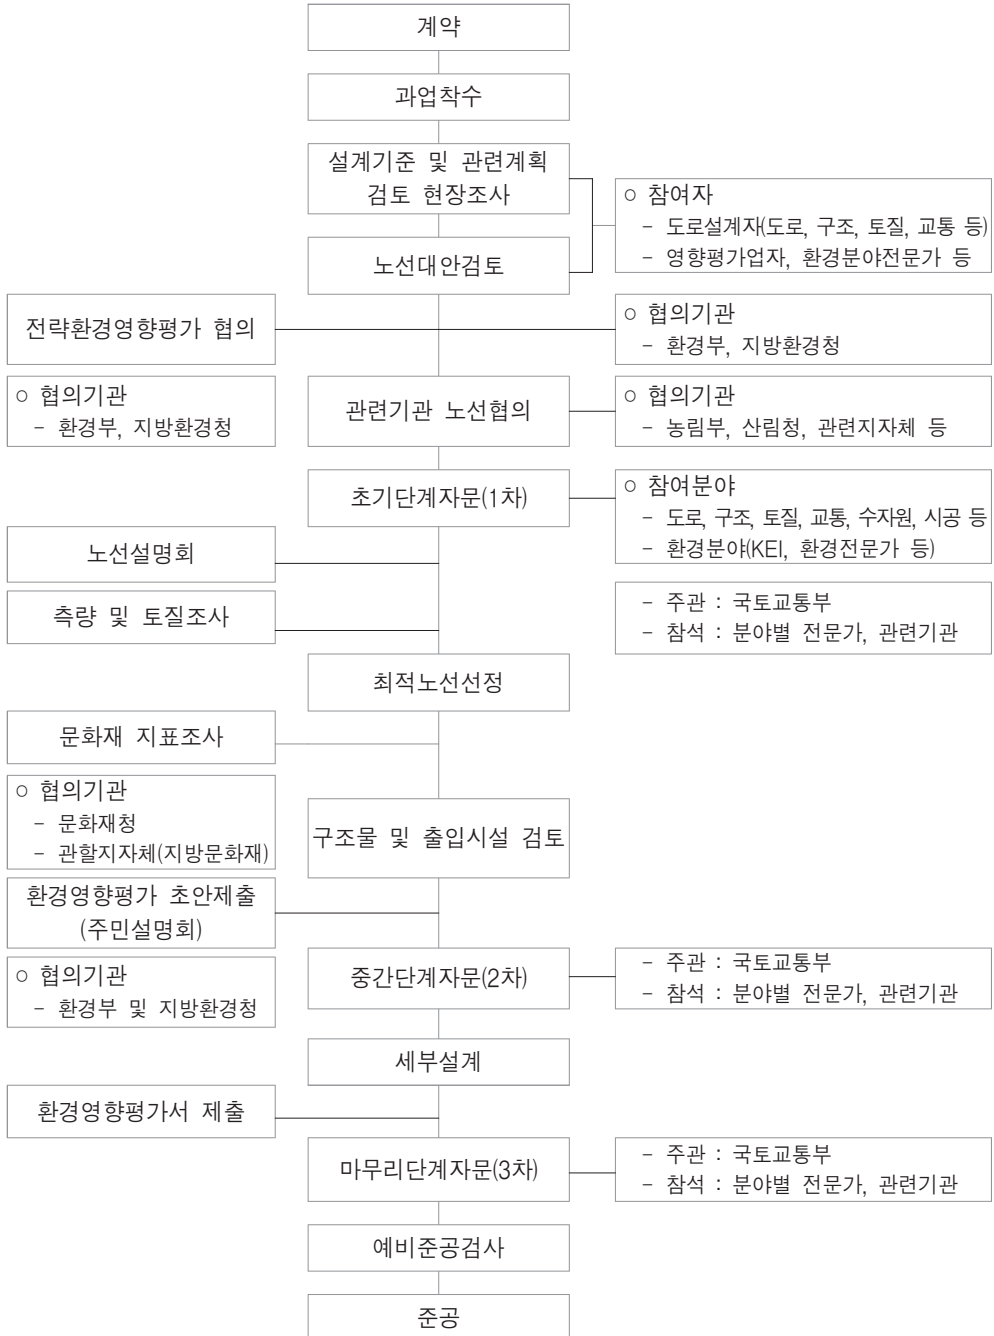 계약
과업착수
설계기준 및 관련계획
검토 현장조사
○ 참여자
- 도로설계자(도로, 구조, 토질, 교통 등)
- 영향평가업자, 환경분야전문가 등
노선대안검토
전략환경영향평가 협의
○ 협의기관
- 환경부, 지방환경청
○ 협의기관
- 환경부, 지방환경청
관련기관 노선협의
○ 협의기관
- 농림부, 산림청, 관련지자체 등
초기단계자문(1차)
○ 참여분야
- 도로, 구조, 토질, 교통, 수자원, 시공 등
- 환경분야(KEI, 환경전문가 등)
노선설명회
측량 및 토질조사
- 주관 : 국토교통부
- 참석 : 분야별 전문가, 관련기관
최적노선선정
문화재 지표조사
○ 협의기관
- 문화재청
- 관할지자체(지방문화재)
구조물 및 출입시설 검토
환경영향평가 초안제출
(주민설명회)
○ 협의기관
- 환경부 및 지방환경청
중간단계자문(2차)
- 주관 : 국토교통부
- 참석 : 분야별 전문가, 관련기관
세부설계
환경영향평가서 제출
마무리단계자문(3차)
- 주관 : 국토교통부
- 참석 : 분야별 전문가, 관련기관
예비준공검사
준공